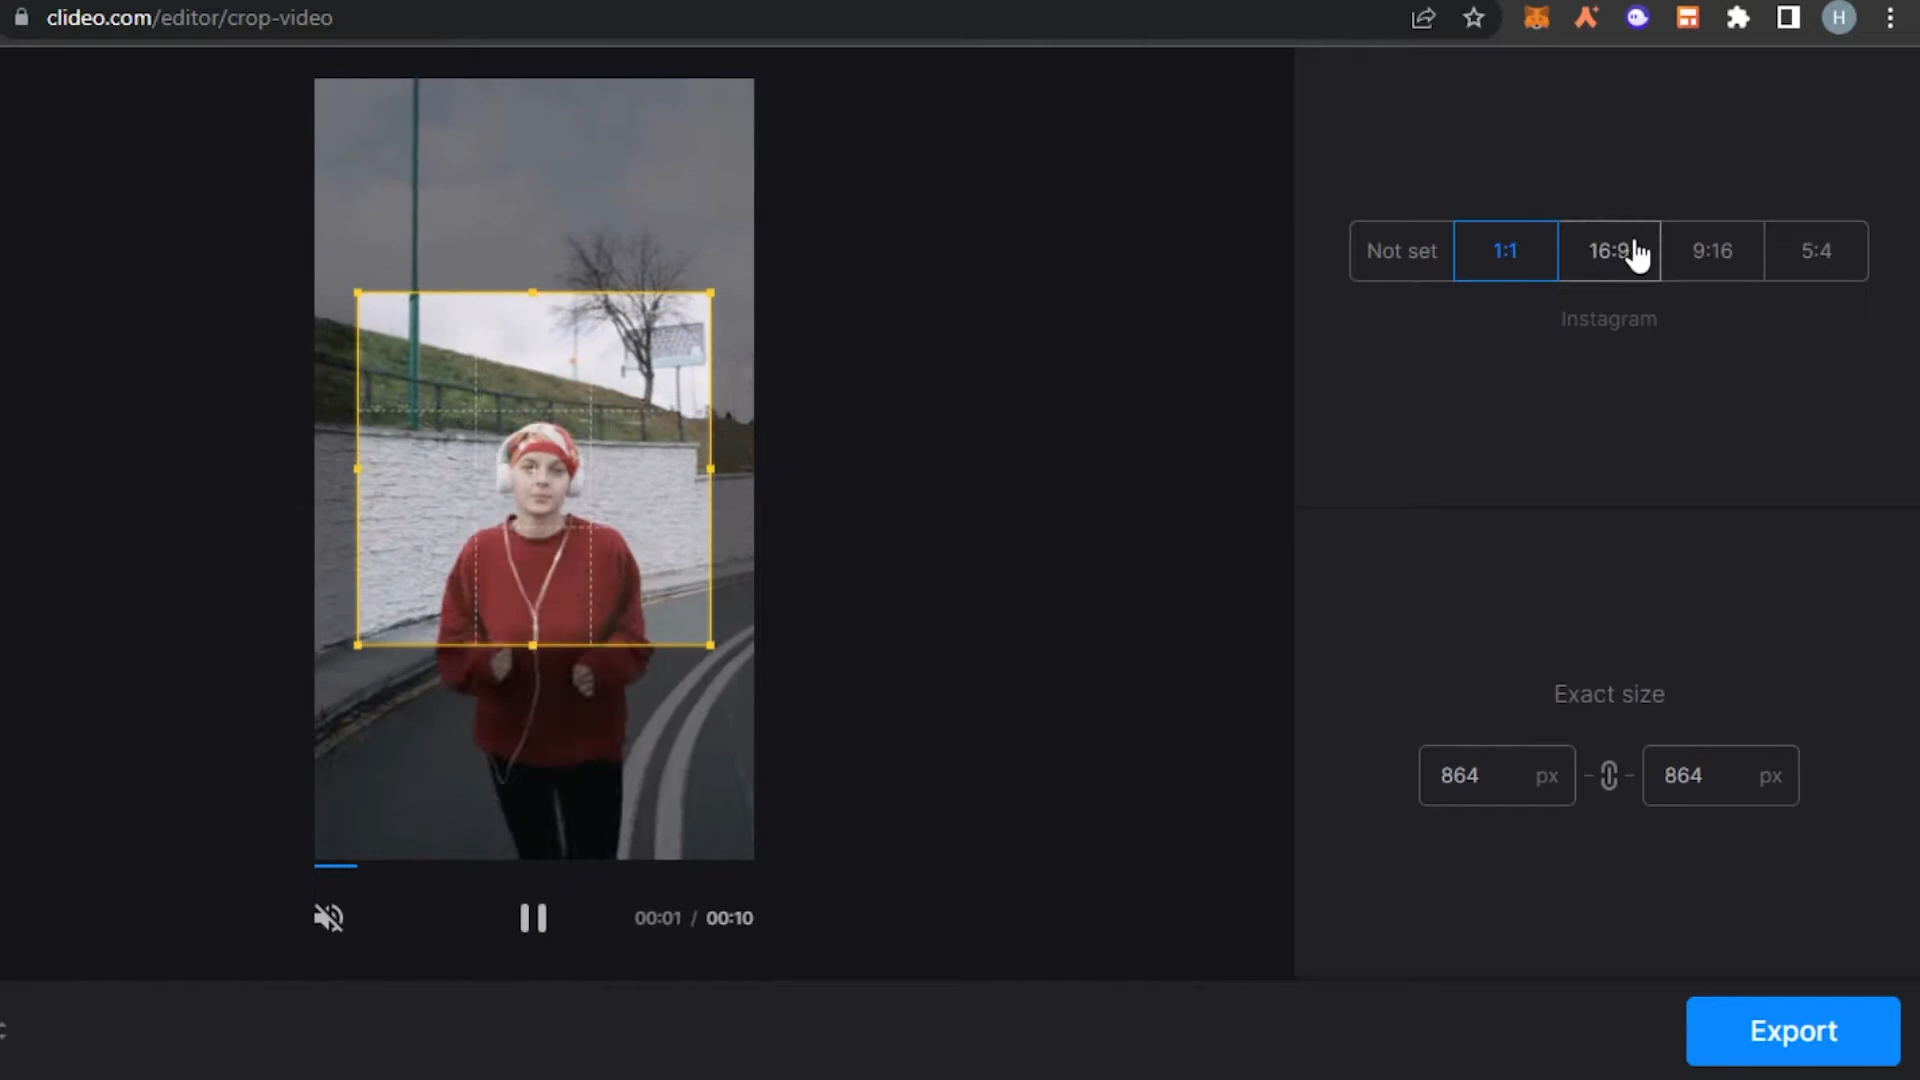 clideo.com/editor/crop-video
H
Not set 1:1 16:9 9:16 5:4
Instagram
Exact size
864 px 864 px
00:01 / 00:10
Export